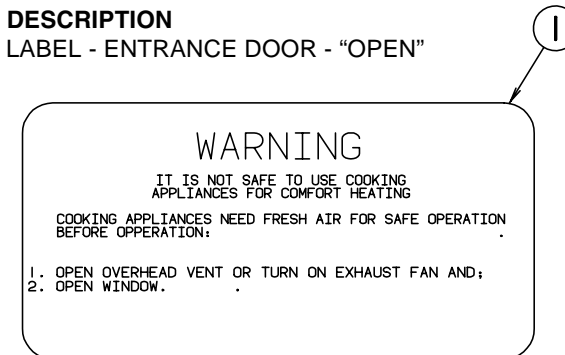 DESCRIPTION
LABEL - ENTRANCE DOOR - “OPEN”
1
WARNING
IT IS NOT SAFE TO USE COOKING
APPLIANCES FOR COMFORT HEATING
COOKING APPLIANCES NEED FRESH AIR FOR SAFE OPERATION
BEFORE OPPERATION: .
1. OPEN OVERHEAD VENT OR TURN ON EXHAUST FAN AND;
2. OPEN WINDOW. .